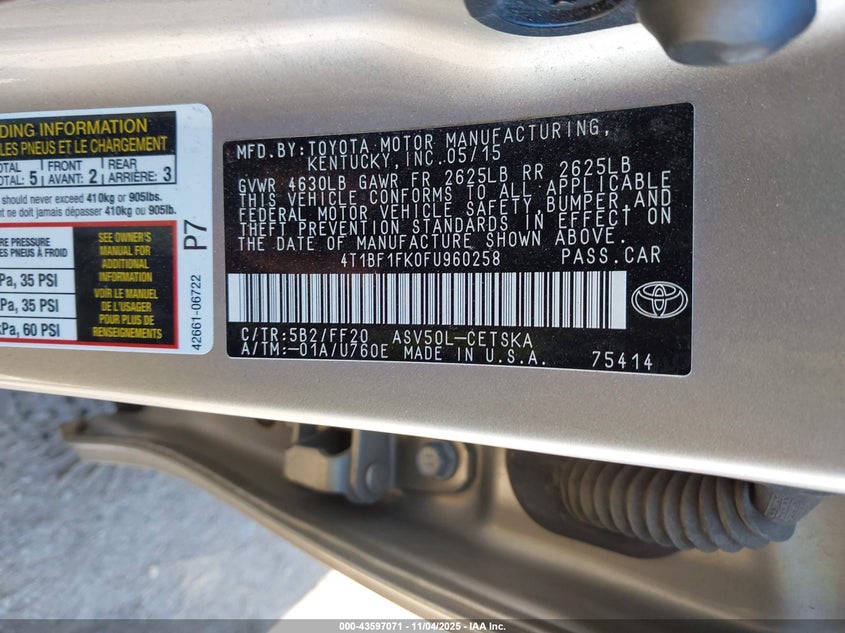 DING INFORMATION
LES PNEUS ET LE CHARGEMENT
TOTAL: 5
FRONT
AVANT: 2
REAR
ARRIÈRE: 3
should never exceed 410kg or 905lbs.
nt ne doit jamais dépasser 410kg ou 905lb.
RE PRESSURE
ES PNEUS À FROID
Pa, 35 PSI
Pa, 35 PSI
kPa, 60 PSI
SEE OWNER'S
MANUAL FOR
ADDITIONAL
INFORMATION
VOIR LE MANUEL
DE L'USAGER
POUR PLUS DE
RENSEIGNEMENTS
P7
42661-06722
MFD.BY:TOYOTA MOTOR MANUFACTURING,
KENTUCKY, INC.05/15
GVWR 4630LB GAWR FR 2625LB RR 2625LB
THIS VEHICLE CONFORMS TO ALL APPLICABLE
FEDERAL MOTOR VEHICLE SAFETY, BUMPER, AND
THEFT PREVENTION STANDARDS IN EFFECT ON
THE DATE OF MANUFACTURE SHOWN ABOVE.
4T1BF1FK0FU960258 PASS.CAR
C/TR:5B2/FF20 ASV50L-CETSKA
A/TM:-01A/U760E MADE IN U.S.A. 75414
000-43597071 - 11/04/2025 - IAA Inc.